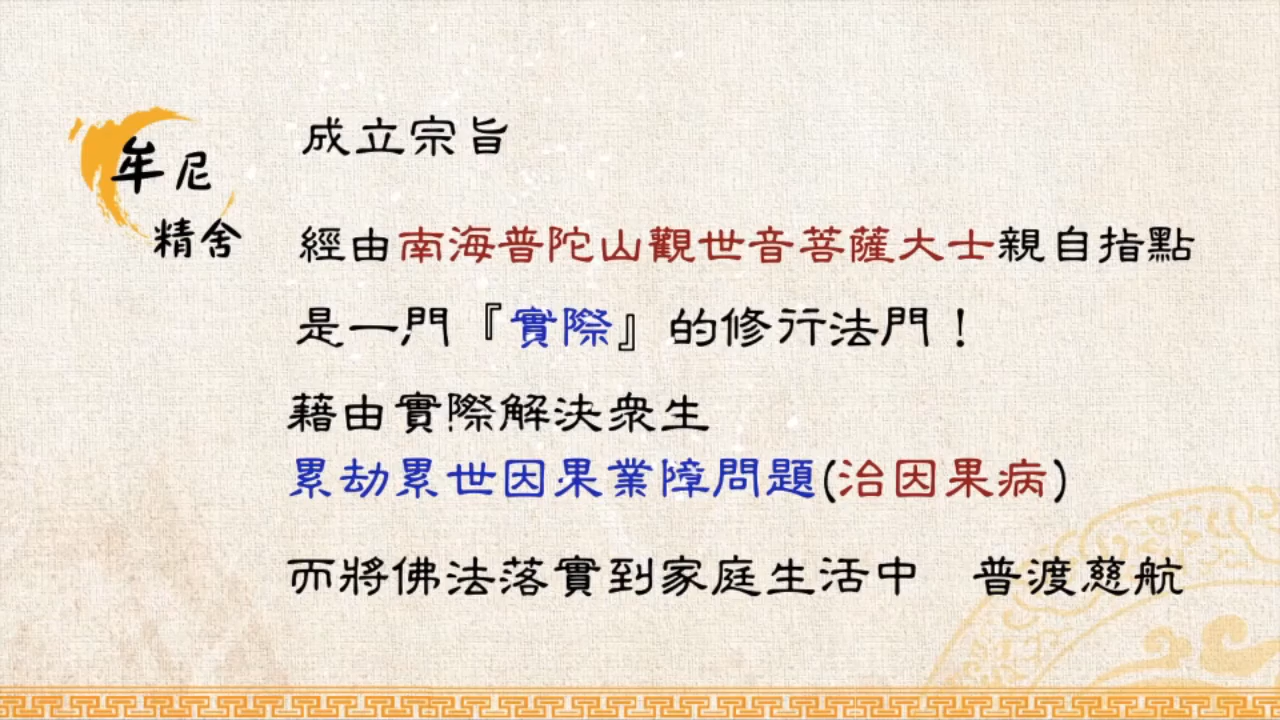 牟尼
精舍
成立宗旨
經由南海普陀山觀世音菩薩大士親自指點
是一門『實際』的修行法門！
藉由實際解決眾生
累劫累世因果業障問題(治因果病)
而將佛法落實到家庭生活中　普渡慈航